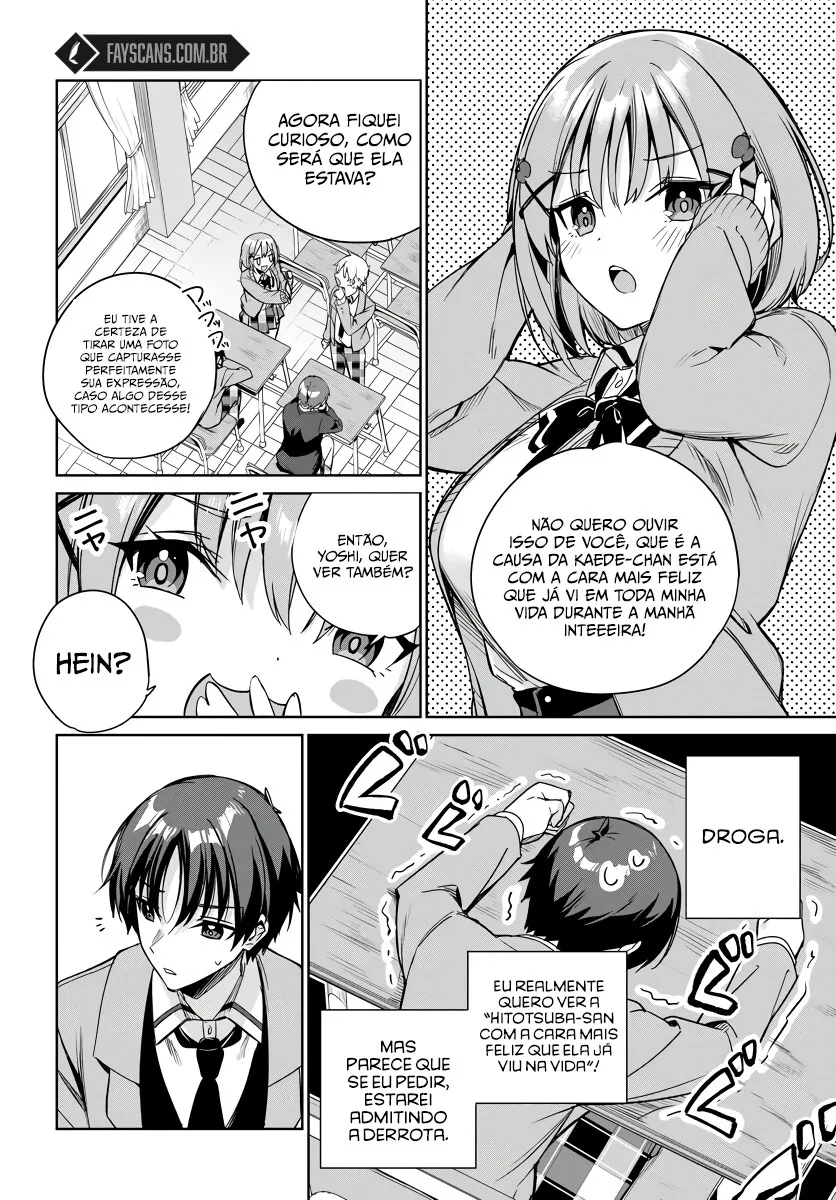 FAYSCANS.COM.BR
NÃO QUERO OUVIR
ISSO DE VOCÊ, QUE É A
CAUSA DA KAEDE-CHAN ESTÁ
COM A CARA MAIS FELIZ
QUE JÁ VI EM TODA MINHA
VIDA DURANTE A MANHÃ
INTEEEIRA!
AGORA FIQUEI
CURIOSO, COMO
SERÁ QUE ELA
ESTAVA?
EU TIVE A
CERTEZA DE
TIRAR UMA FOTO
QUE CAPTURASSE
PERFEITAMENTE
SUA EXPRESSÃO,
CASO ALGO DESSE
TIPO ACONTECESSE!
ENTÃO,
YOSHI, QUER
VER TAMBÉM?
ニヤ
ニヤ
HEIN?
DROGA.
EU REALMENTE
QUERO VER A
"HITOTSUBA-SAN
COM A CARA MAIS
FELIZ QUE ELA JÁ
VIU NA VIDA"!
MAS
PARECE QUE
SE EU PEDIR,
ESTAREI
ADMITINDO
A DERROTA.